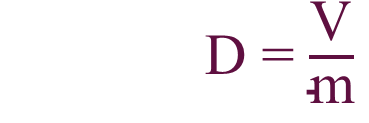 D = V/m